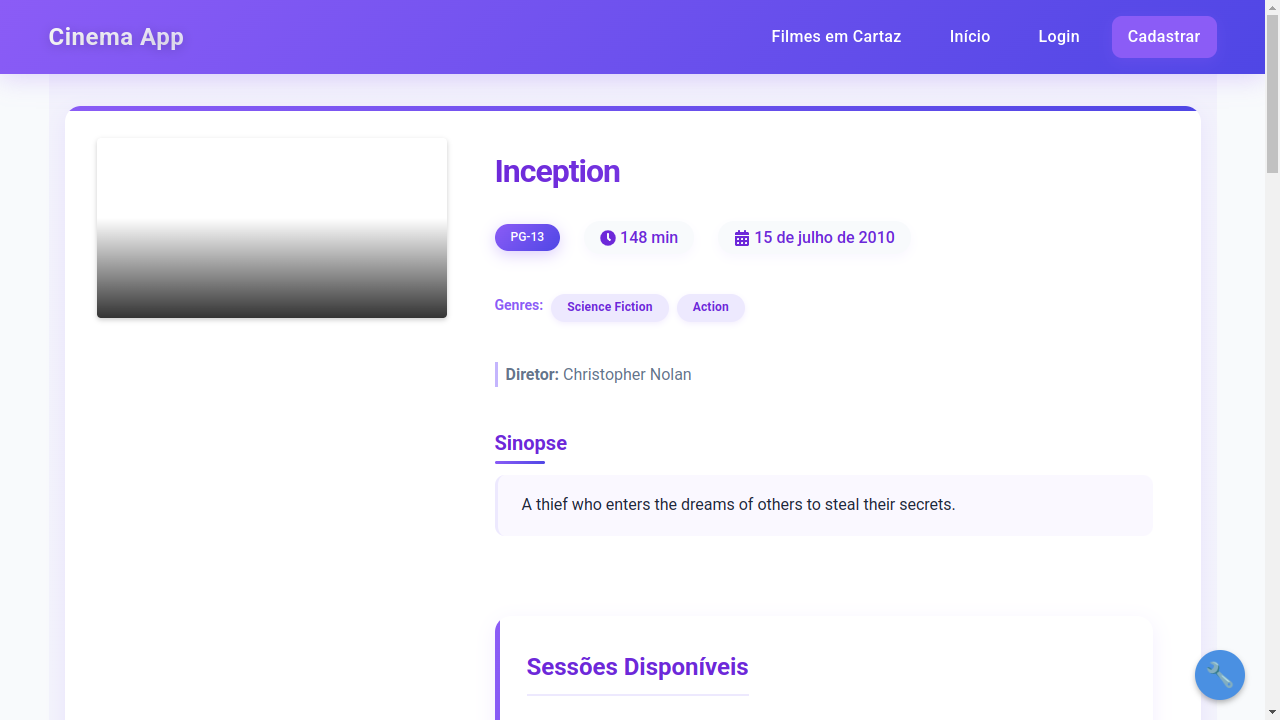 Cinema App
Filmes em Cartaz
Início
Login
Cadastrar
Inception
PG-13
148 min
15 de julho de 2010
Genres:
Science Fiction
Action
Diretor: Christopher Nolan
Sinopse
A thief who enters the dreams of others to steal their secrets.
Sessões Disponíveis